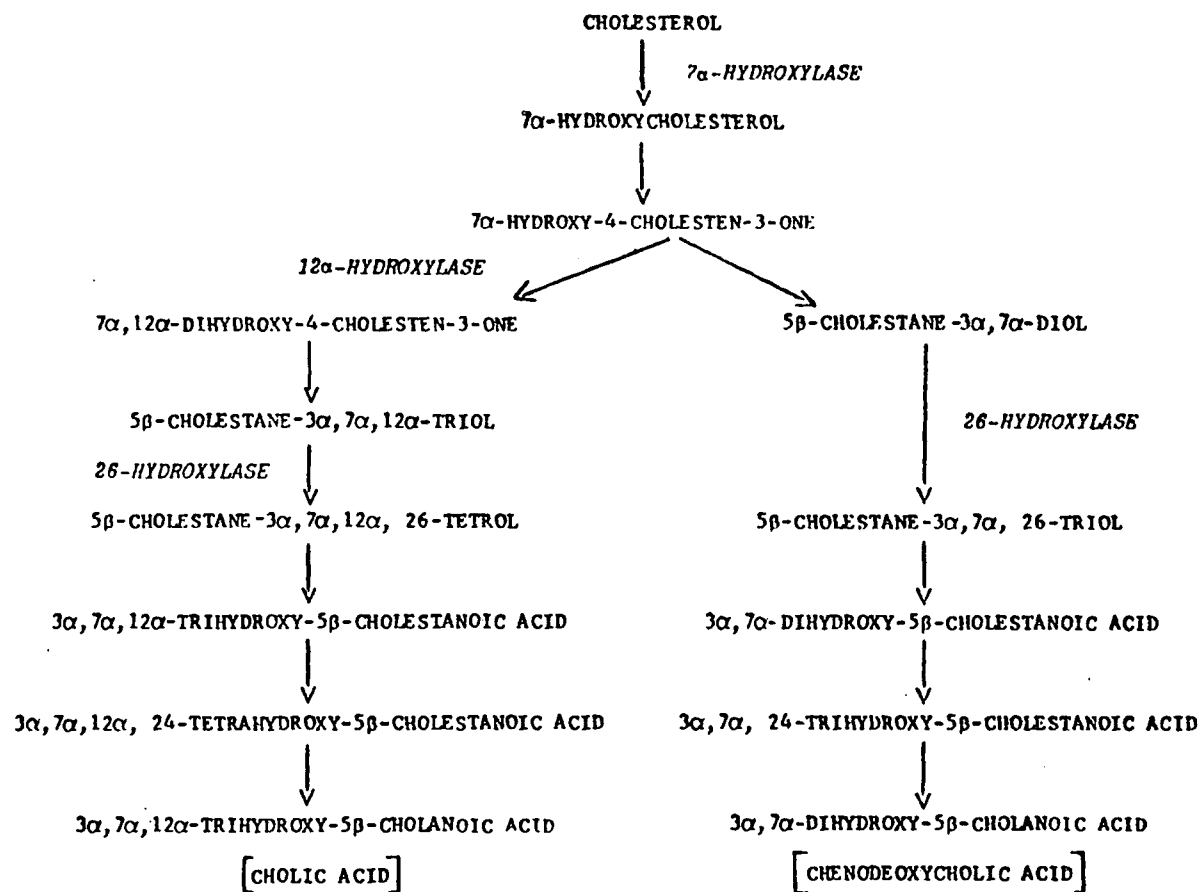 CHOLESTEROL
7α-HYDROXYLASE
7α-HYDROXYCHOLESTEROL
7α-HYDROXY-4-CHOLESTEN-3-ONE
12α-HYDROXYLASE
7α,12α-DIHYDROXY-4-CHOLESTEN-3-ONE
5β-CHOLESTANE-3α,7α-DIOL
5β-CHOLESTANE-3α,7α,12α-TRIOL
26-HYDROXYLASE
26-HYDROXYLASE
5β-CHOLESTANE-3α,7α,12α, 26-TETROL
5β-CHOLESTANE-3α,7α, 26-TRIOL
3α,7α,12α-TRIHYDROXY-5β-CHOLESTANOIC ACID
3α,7α-DIHYDROXY-5β-CHOLESTANOIC ACID
3α,7α,12α, 24-TETRAHYDROXY-5β-CHOLESTANOIC ACID
3α,7α, 24-TRIHYDROXY-5β-CHOLESTANOIC ACID
3α,7α,12α-TRIHYDROXY-5β-CHOLANOIC ACID
3α,7α-DIHYDROXY-5β-CHOLANOIC ACID
[CHOLIC ACID]
[CHENODEOXYCHOLIC ACID]